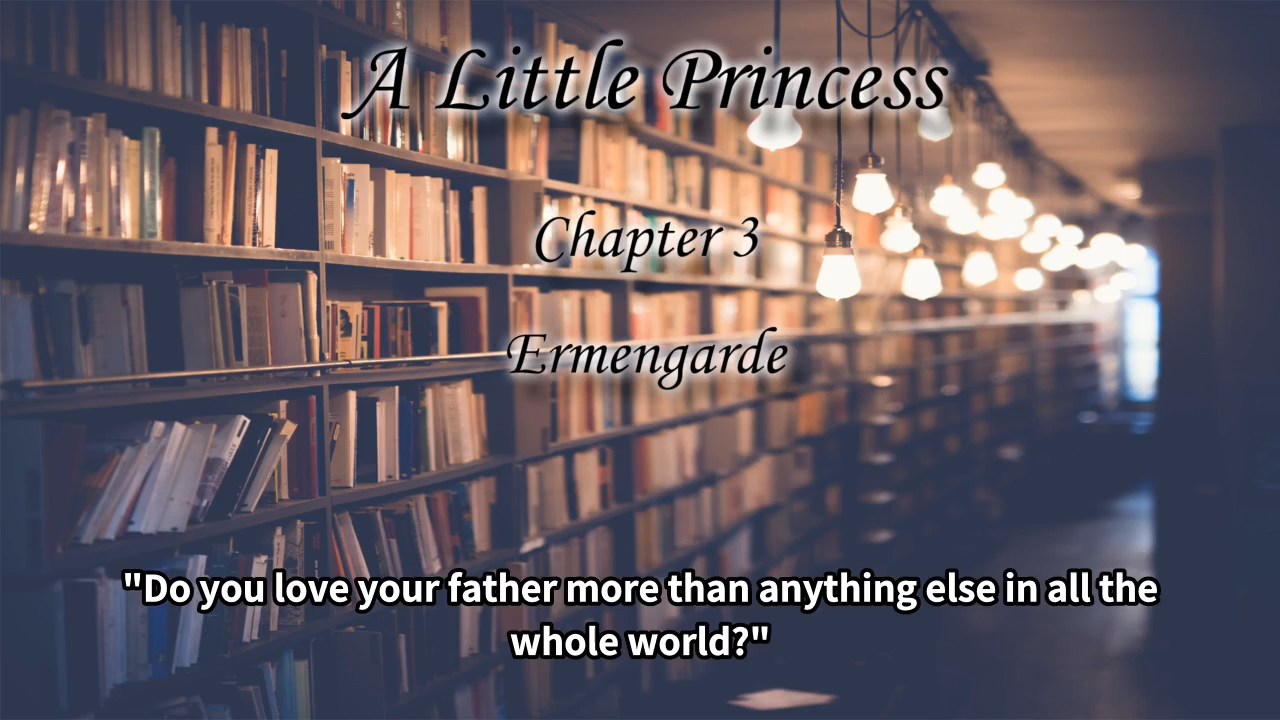 A Little Princess
Chapter 3
Ermengarde
"Do you love your father more than anything else in all the
whole world?"